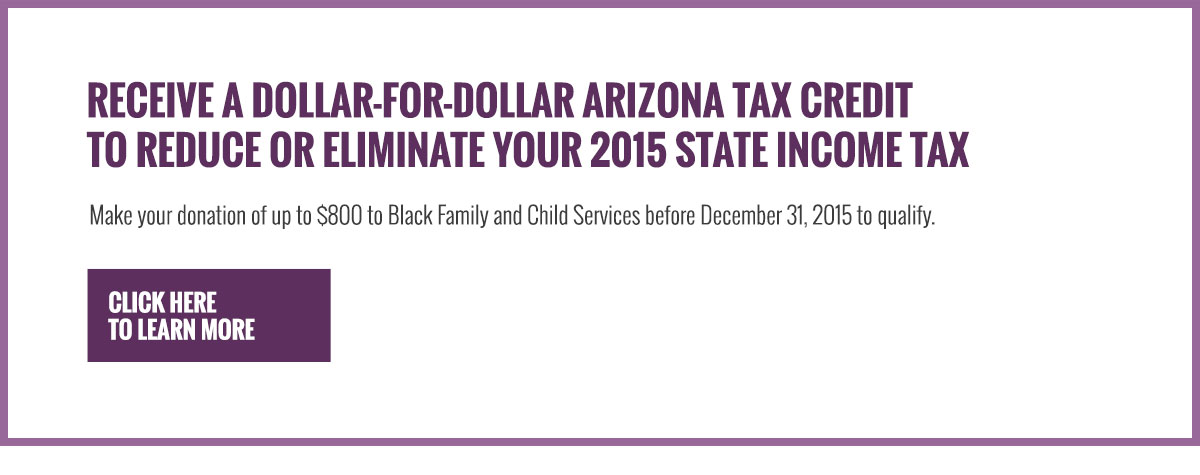 RECEIVE A DOLLAR-FOR-DOLLAR ARIZONA TAX CREDIT
TO REDUCE OR ELIMINATE YOUR 2015 STATE INCOME TAX
Make your donation of up to $800 to Black Family and Child Services before December 31, 2015 to qualify.
CLICK HERE
TO LEARN MORE